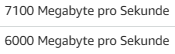 7100 Megabyte pro Sekunde
6000 Megabyte pro Sekunde